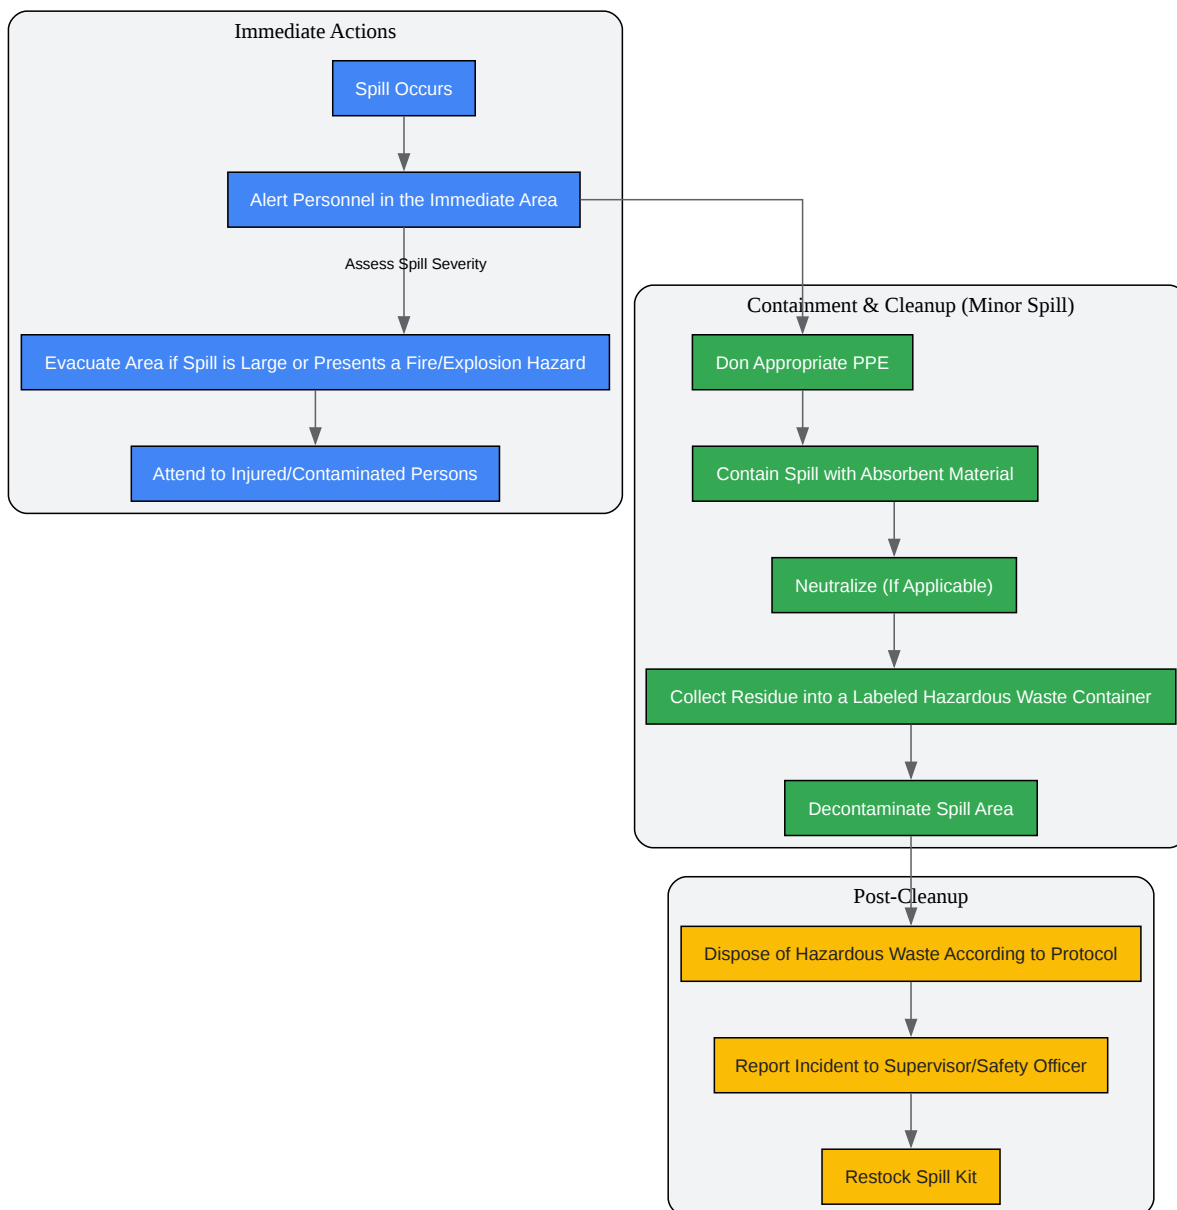 Immediate Actions
Spill Occurs
Alert Personnel in the Immediate Area
Assess Spill Severity
Evacuate Area if Spill is Large or Presents a Fire/Explosion Hazard
Attend to Injured/Contaminated Persons
Containment & Cleanup (Minor Spill)
Don Appropriate PPE
Contain Spill with Absorbent Material
Neutralize (If Applicable)
Collect Residue into a Labeled Hazardous Waste Container
Decontaminate Spill Area
Post-Cleanup
Dispose of Hazardous Waste According to Protocol
Report Incident to Supervisor/Safety Officer
Restock Spill Kit